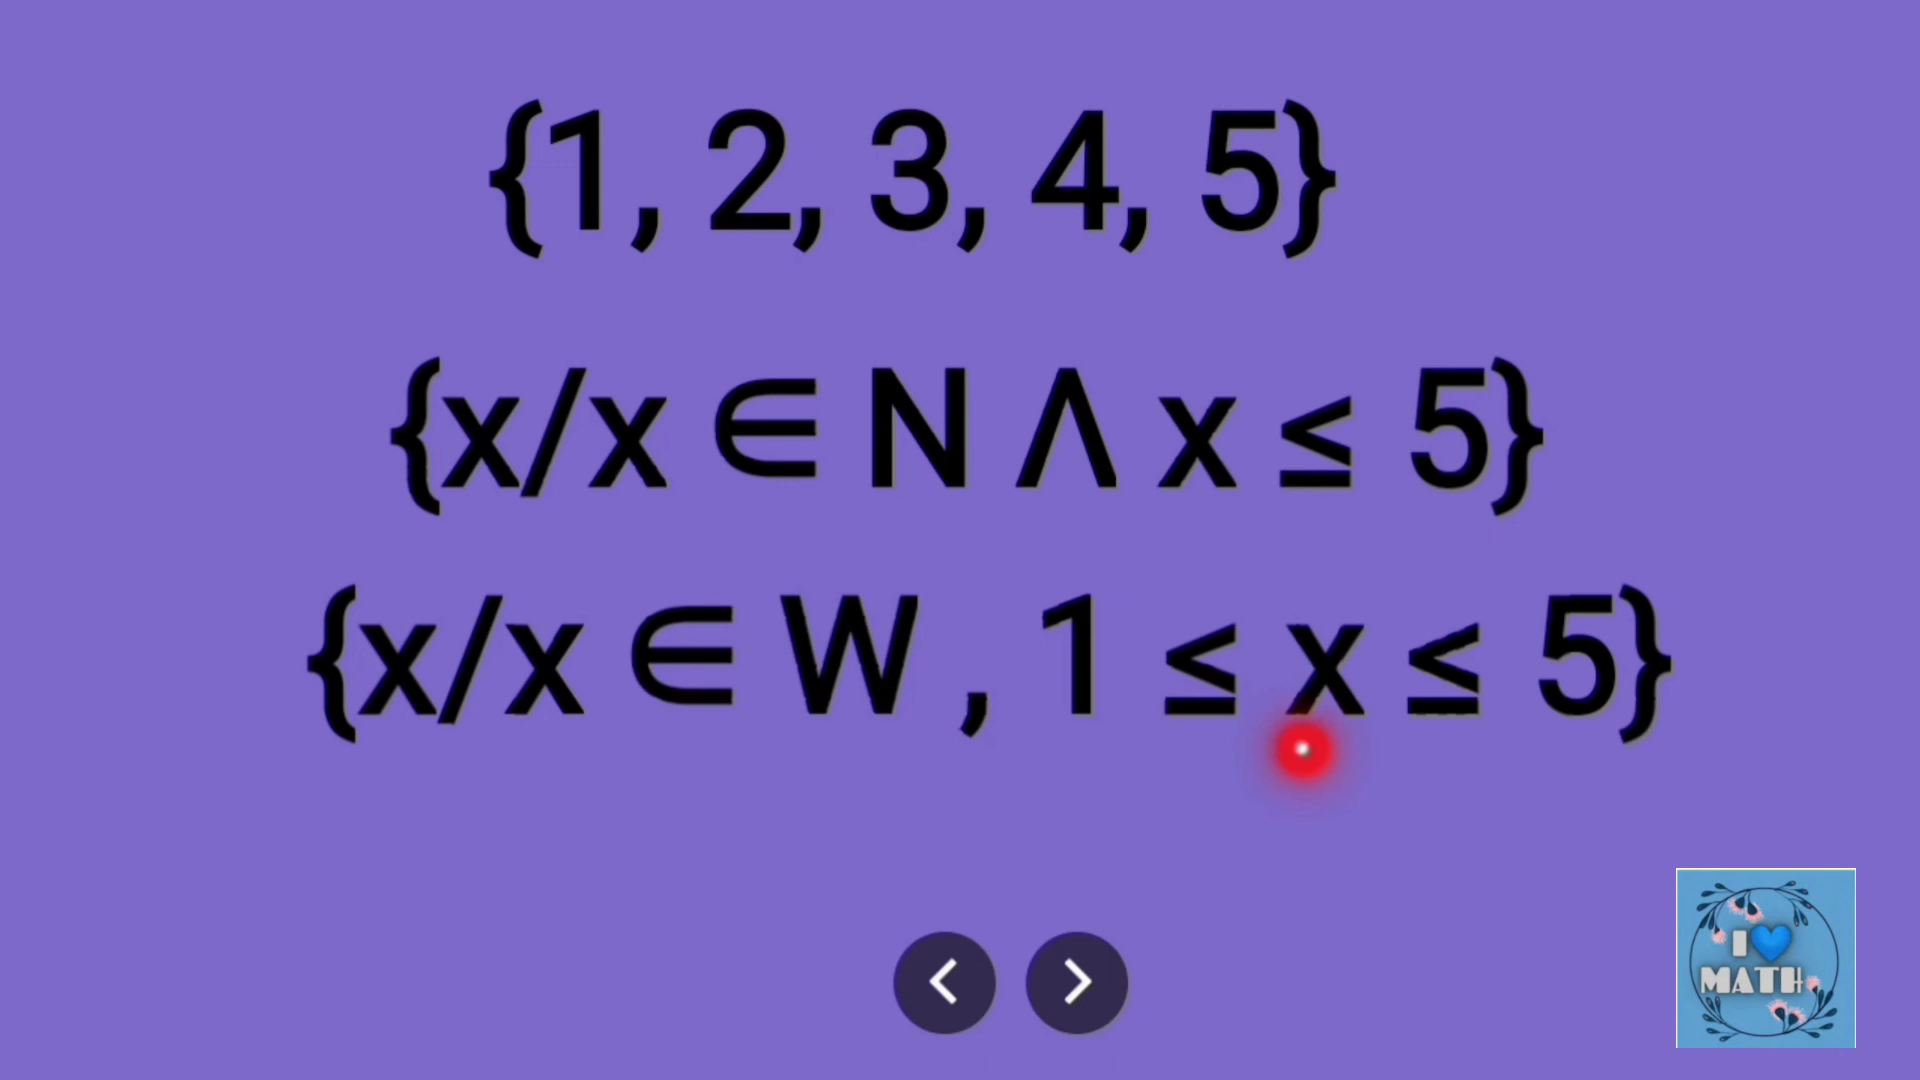 {1, 2, 3, 4, 5}
{x/x ∈ N Λ x ≤ 5}
{x/x ∈ W , 1 ≤ x ≤ 5}
I💙
MATH